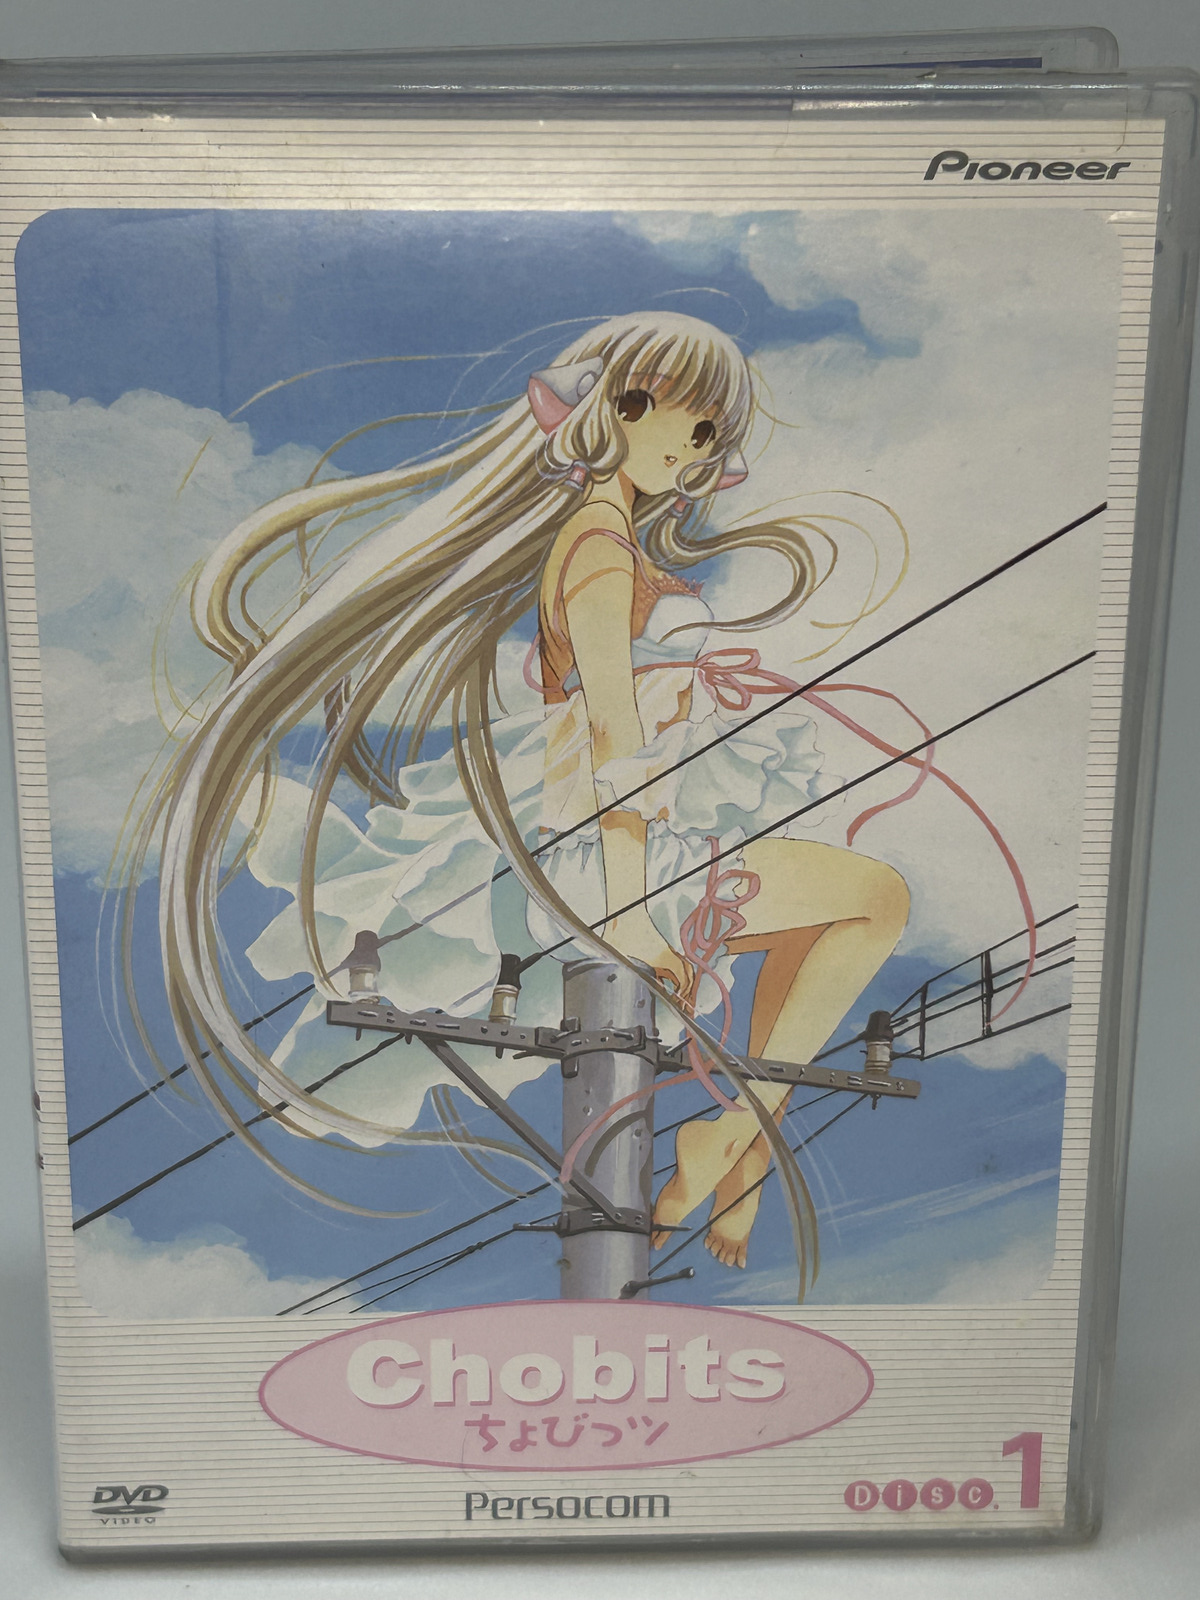 Pioneer
Chobits
ちょびっツ
DVD
VIDEO
Persocom
Disc.1